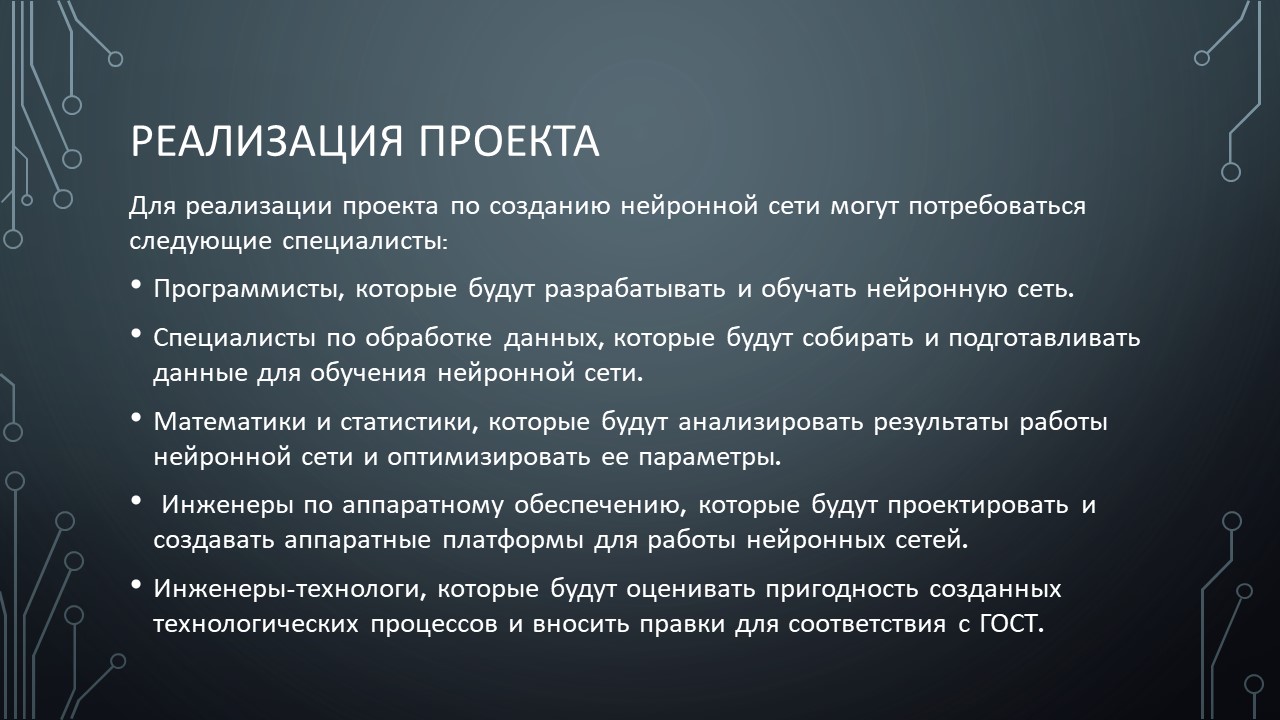 РЕАЛИЗАЦИЯ ПРОЕКТА
Для реализации проекта по созданию нейронной сети могут потребоваться
следующие специалисты:
• Программисты, которые будут разрабатывать и обучать нейронную сеть.
• Специалисты по обработке данных, которые будут собирать и подготавливать
данные для обучения нейронной сети.
• Математики и статистики, которые будут анализировать результаты работы
нейронной сети и оптимизировать ее параметры.
• Инженеры по аппаратному обеспечению, которые будут проектировать и
создавать аппаратные платформы для работы нейронных сетей.
• Инженеры-технологи, которые будут оценивать пригодность созданных
технологических процессов и вносить правки для соответствия с ГОСТ.